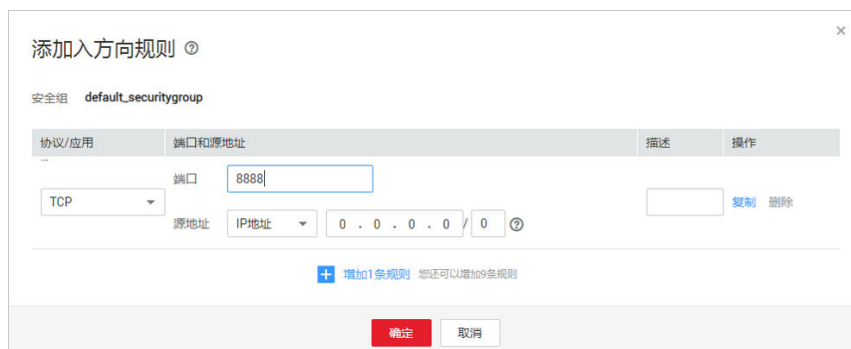 添加入方向规则 ?
×
安全组 default_securitygroup
协议/应用 端口和源地址 描述 操作
...
端口 8888
TCP 复制 删除
源地址 IP地址 0 . 0 . 0 . 0 / 0 ?
+ 增加1条规则 您还可以增加9条规则
确定 取消